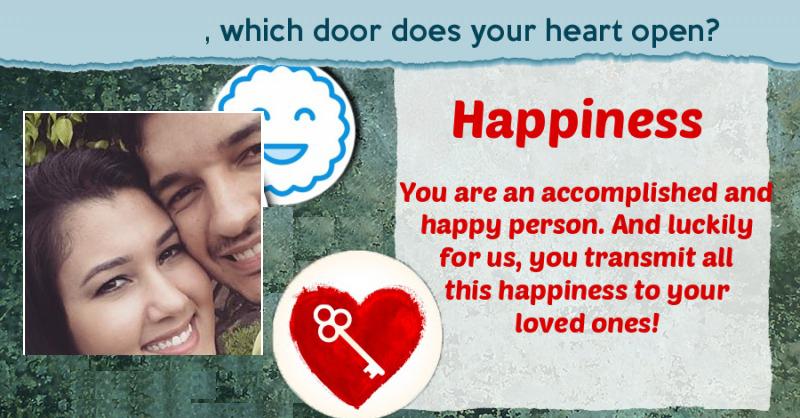 , which door does your heart open?
Happiness
You are an accomplished and
happy person. And luckily
for us, you transmit all
this happiness to your
loved ones!